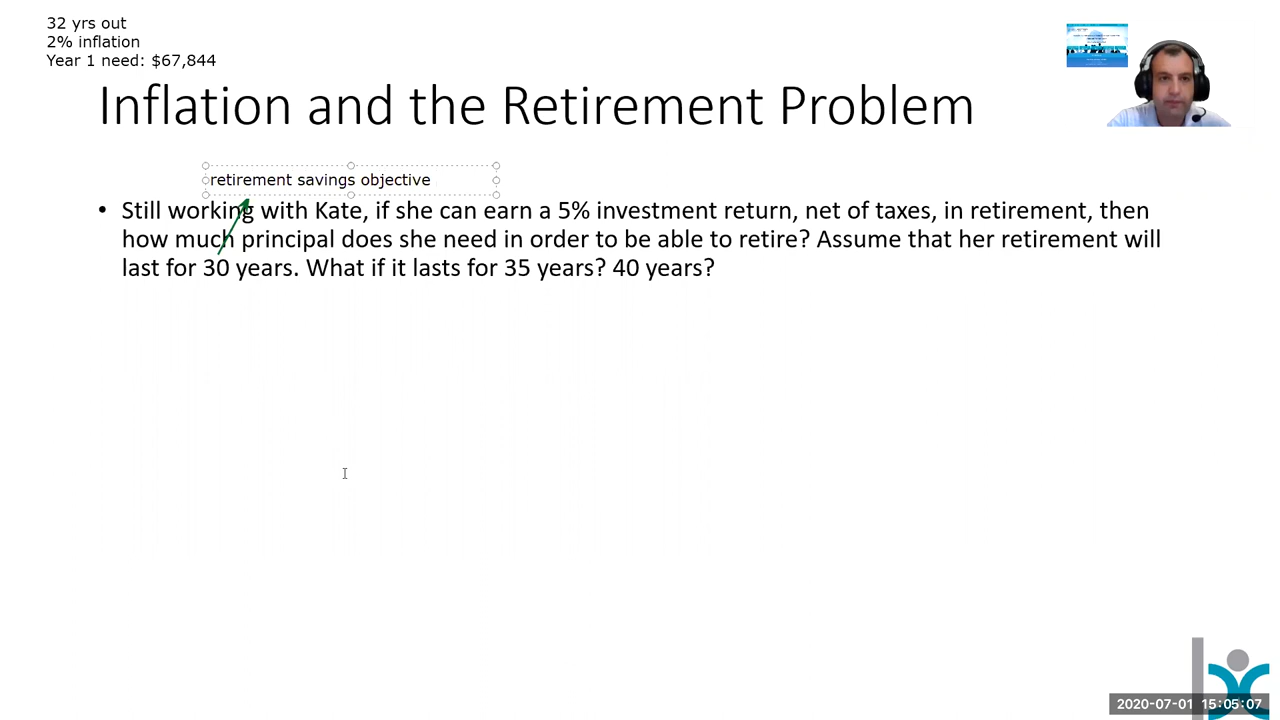 32 yrs out
2% inflation
Year 1 need: $67,844
Inflation and the Retirement Problem
retirement savings objective
• Still working with Kate, if she can earn a 5% investment return, net of taxes, in retirement, then
how much principal does she need in order to be able to retire? Assume that her retirement will
last for 30 years. What if it lasts for 35 years? 40 years?
2020-07-01 15:05:07